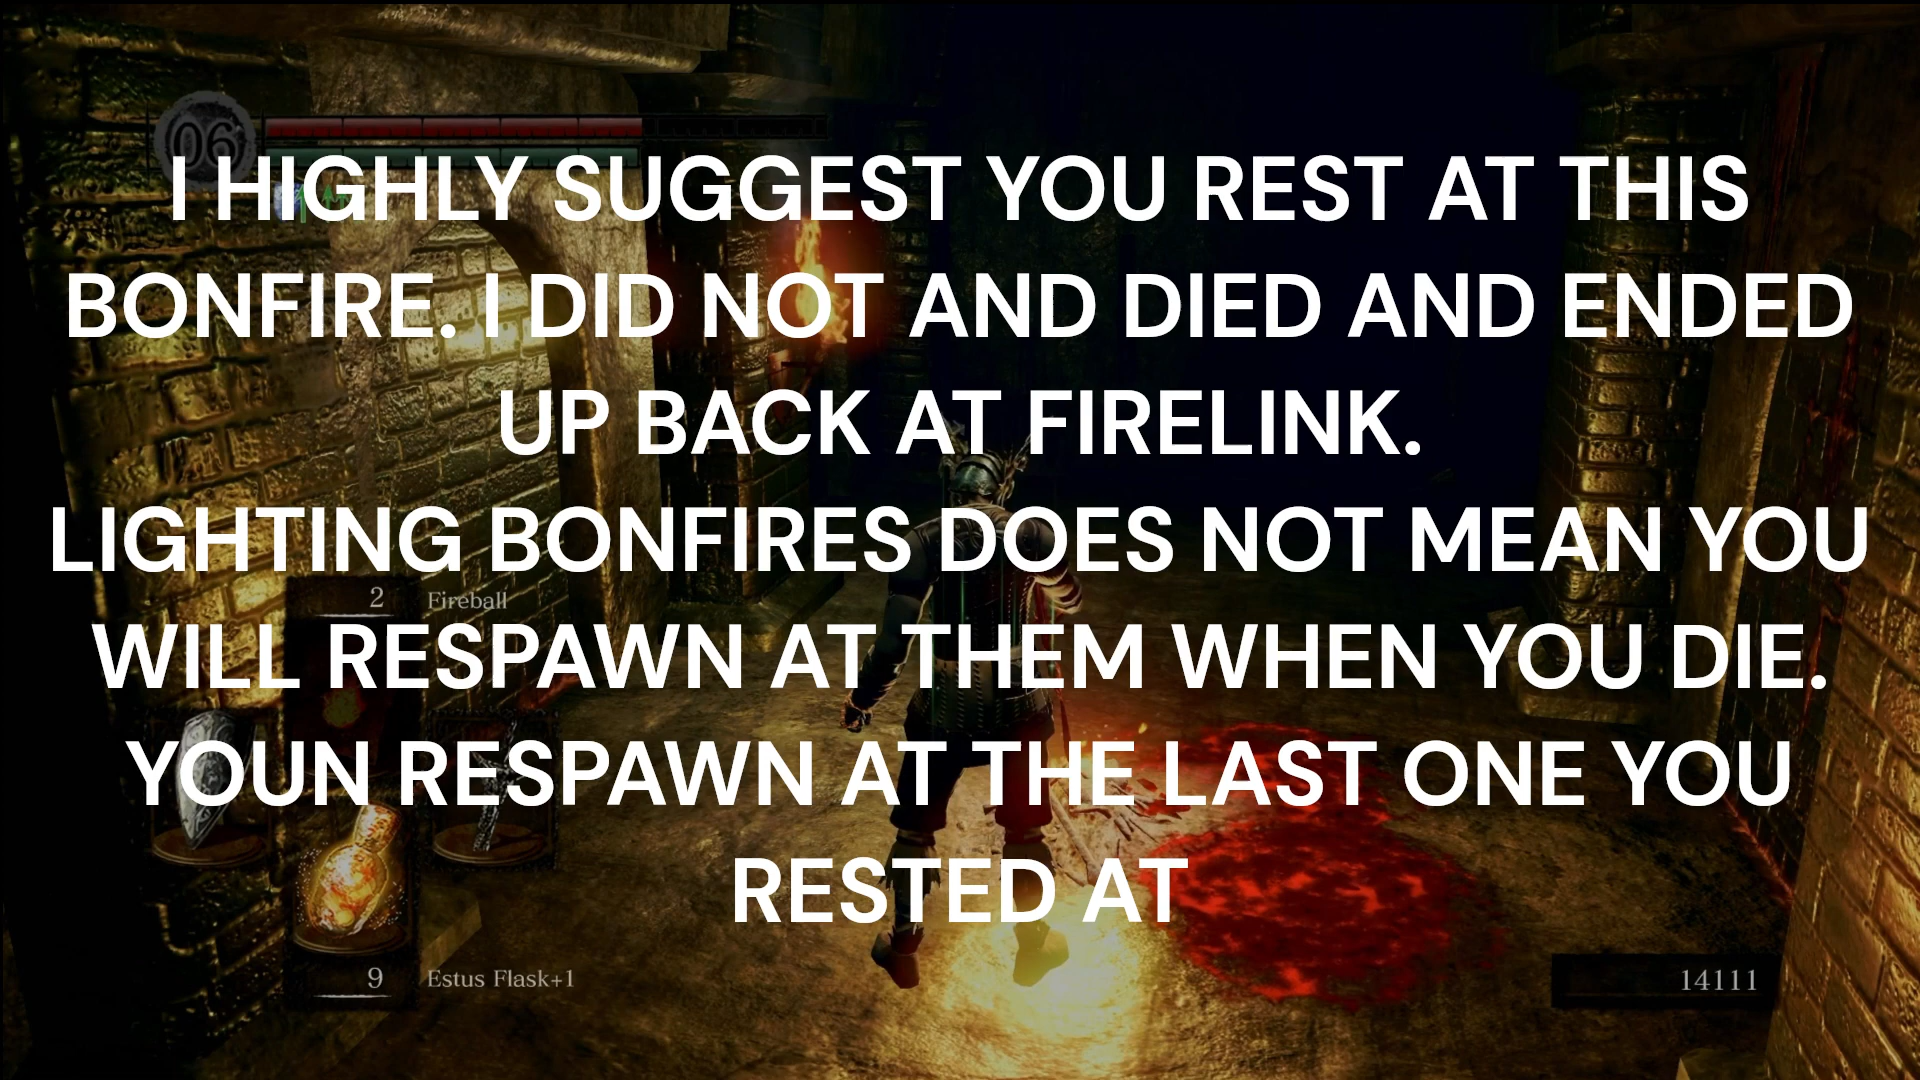 06
I HIGHLY SUGGEST YOU REST AT THIS
BONFIRE. I DID NOT AND DIED AND ENDED
UP BACK AT FIRELINK.
LIGHTING BONFIRES DOES NOT MEAN YOU
WILL RESPAWN AT THEM WHEN YOU DIE.
YOUN RESPAWN AT THE LAST ONE YOU
RESTED AT
2 Fireball
9 Estus Flask+1
14111